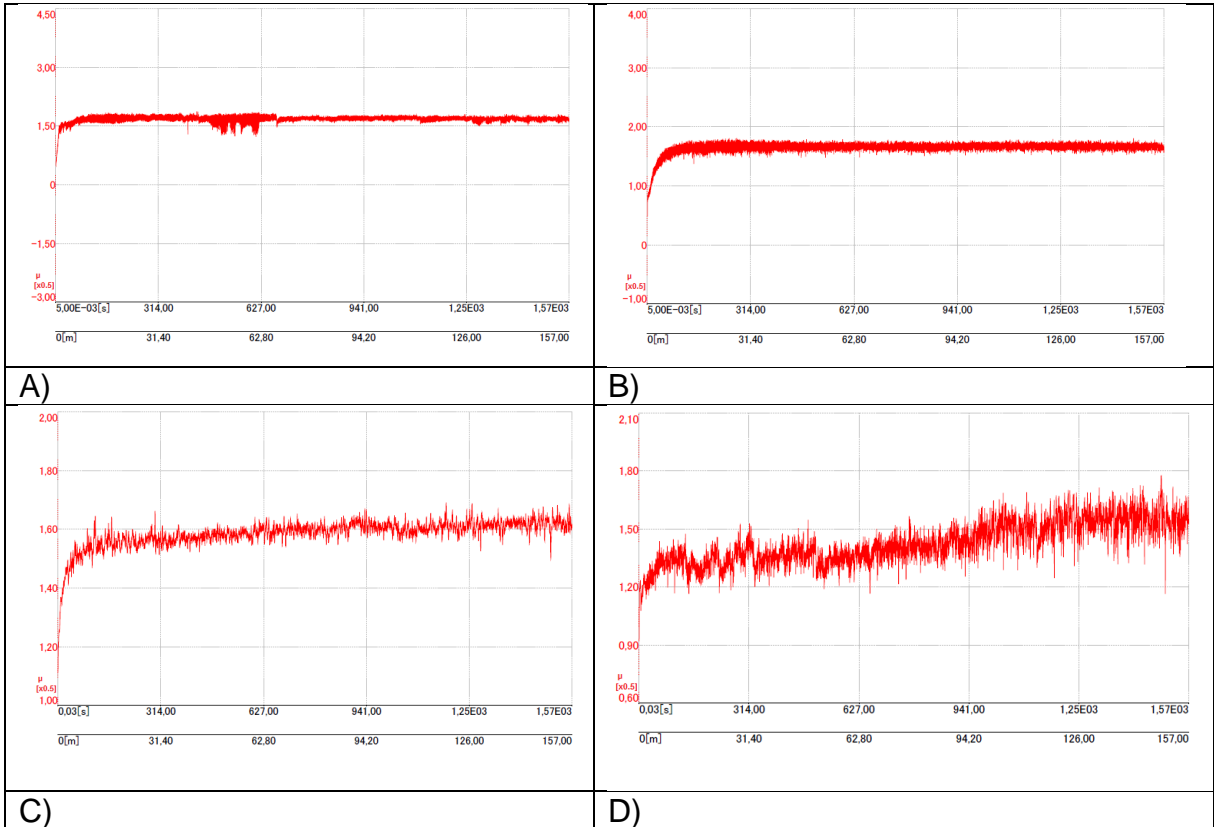 4,50
3,00
1,50
0
−1,50
μ
[x0.5]
−3,00
5,00E−03[s] 314,00 627,00 941,00 1,25E03 1,57E03
0[m] 31,40 62,80 94,20 126,00 157,00
A)
4,00
3,00
2,00
1,00
0
μ
[x0.5]
−1,00
5,00E−03[s] 314,00 627,00 941,00 1,25E03 1,57E03
0[m] 31,40 62,80 94,20 126,00 157,00
B)
2,00
1,80
1,60
1,40
1,20
μ
[x0.5]
1,00
0,03[s] 314,00 627,00 941,00 1,25E03 1,57E03
0[m] 31,40 62,80 94,20 126,00 157,00
C)
2,10
1,80
1,50
1,20
0,90
μ
[x0.5]
0,60
0,03[s] 314,00 627,00 941,00 1,25E03 1,57E03
0[m] 31,40 62,80 94,20 126,00 157,00
D)